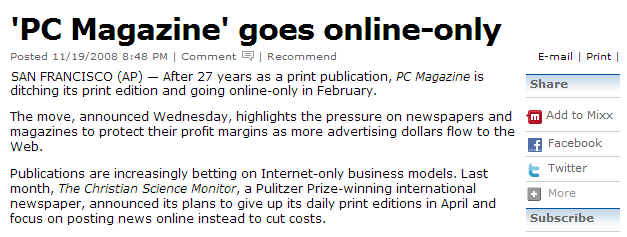 'PC Magazine' goes online-only
Posted 11/19/2008 8:48 PM | Comment | Recommend
E-mail | Print |
SAN FRANCISCO (AP) — After 27 years as a print publication, PC Magazine is
ditching its print edition and going online-only in February.
The move, announced Wednesday, highlights the pressure on newspapers and
magazines to protect their profit margins as more advertising dollars flow to the
Web.
Publications are increasingly betting on Internet-only business models. Last
month, The Christian Science Monitor, a Pulitzer Prize-winning international
newspaper, announced its plans to give up its daily print editions in April and
focus on posting news online instead to cut costs.
Share
Add to Mixx
Facebook
Twitter
More
Subscribe